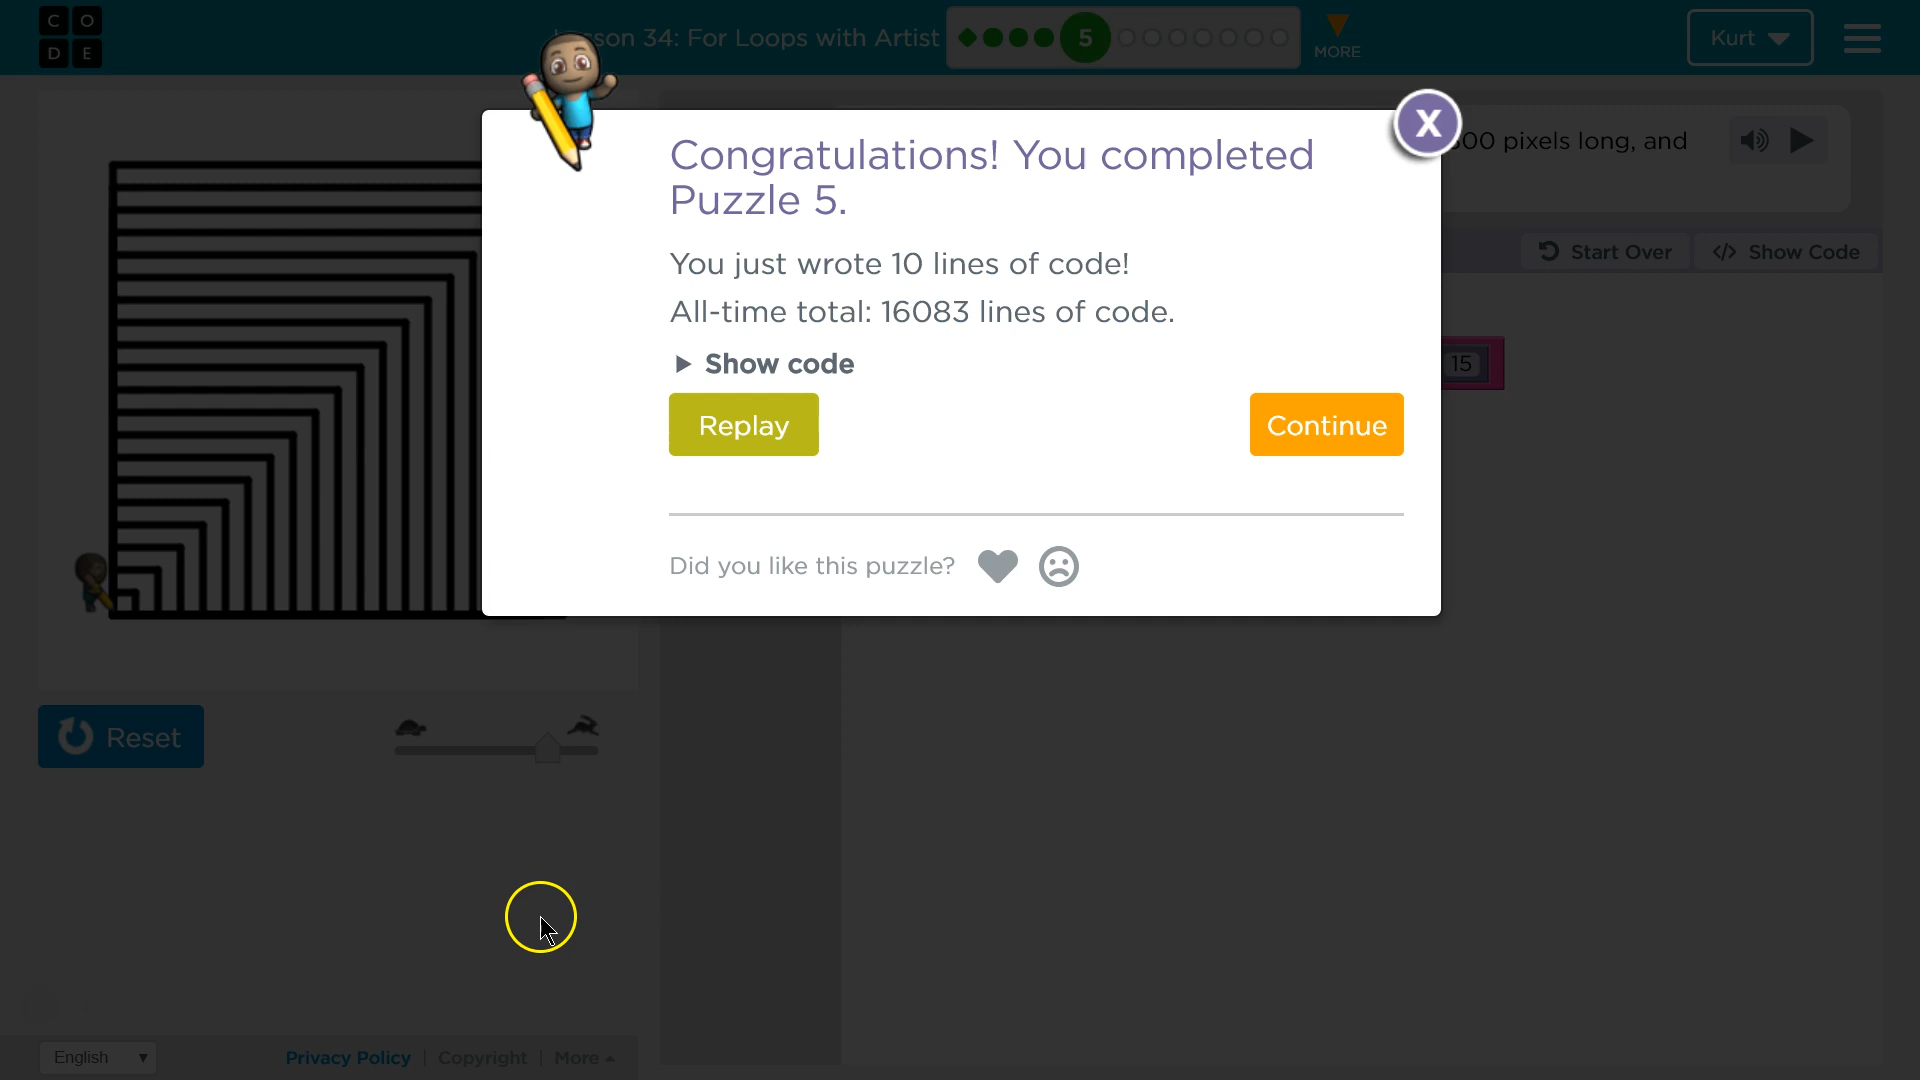 C O
D E
Lesson 34: For Loops with Artist
5
MORE
Kurt
Congratulations! You completed
Puzzle 5.
X
300 pixels long, and
You just wrote 10 lines of code!
All-time total: 16083 lines of code.
Start Over
</> Show Code
Show code
15
Replay
Continue
Did you like this puzzle?
Reset
English
Privacy Policy | Copyright | More